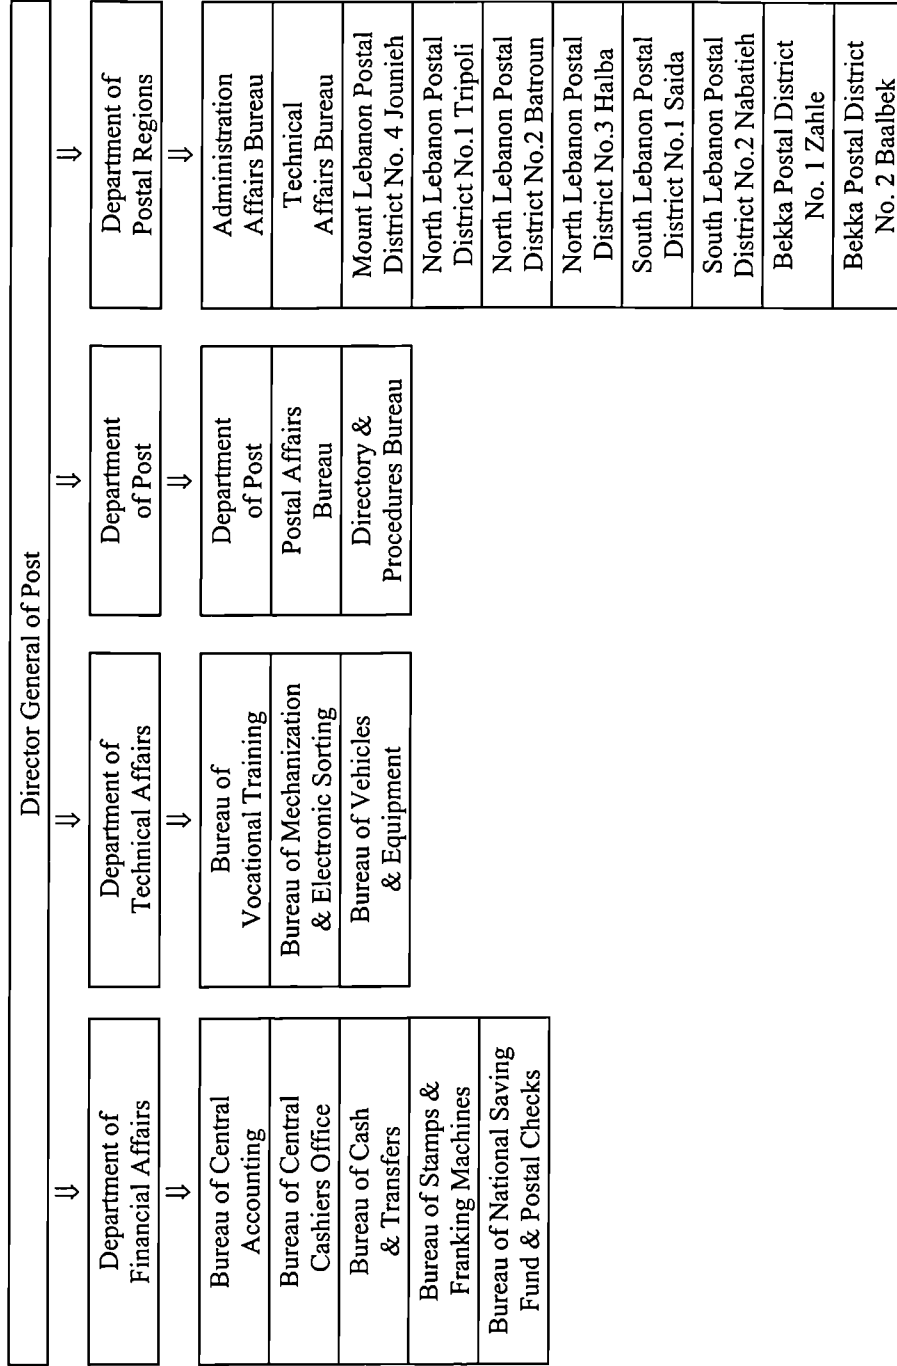 Director General of Post
⇓
⇓
⇓
⇓
Department of
Financial Affairs
Department of
Technical Affairs
Department
of Post
Department of
Postal Regions
⇓
⇓
⇓
⇓
Bureau of Central
Accounting
Bureau of Central
Cashiers Office
Bureau of Cash
& Transfers
Bureau of Stamps &
Franking Machines
Bureau of National Saving
Fund & Postal Checks
Bureau of
Vocational Training
Bureau of Mechanization
& Electronic Sorting
Bureau of Vehicles
& Equipment
Department
of Post
Postal Affairs
Bureau
Directory &
Procedures Bureau
Administration
Affairs Bureau
Technical
Affairs Bureau
Mount Lebanon Postal
District No. 4 Jounieh
North Lebanon Postal
District No.1 Tripoli
North Lebanon Postal
District No.2 Batroun
North Lebanon Postal
District No.3 Halba
South Lebanon Postal
District No.1 Saida
South Lebanon Postal
District No.2 Nabatieh
Bekka Postal District
No. 1 Zahle
Bekka Postal District
No. 2 Baalbek